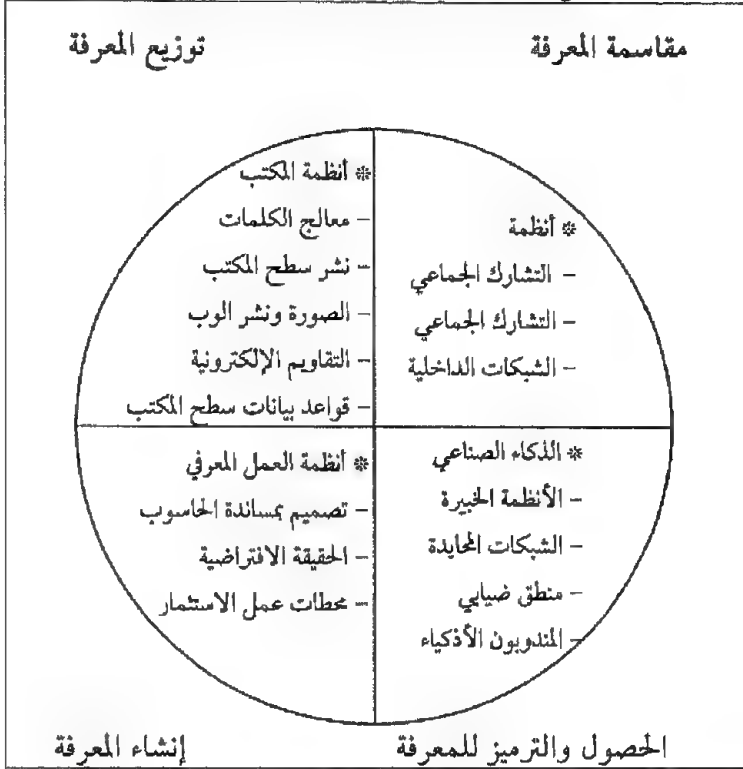 مقاسمة المعرفة
توزيع المعرفة
* أنظمة
– التشارك الجماعي
– التشارك الجماعي
– الشبكات الداخلية
* أنظمة المكتب
– معالج الكلمات
– نشر سطح المكتب
– الصورة ونشر الوب
– التقاويم الإلكترونية
– قواعد بيانات سطح المكتب
* الذكاء الصناعي
– الأنظمة الخبيرة
– الشبكات المحايدة
– منطق ضبابي
– المندوبون الأذكياء
* أنظمة العمل المعرفي
– تصميم بمساندة الحاسوب
– الحقيقة الافتراضية
– محطات عمل الاستثمار
الحصول والترميز للمعرفة
إنشاء المعرفة